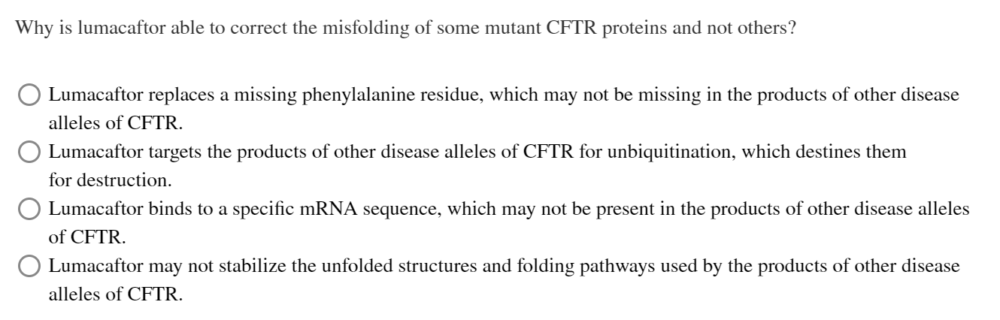 Why is lumacaftor able to correct the misfolding of some mutant CFTR proteins and not others?
Lumacaftor replaces a missing phenylalanine residue, which may not be missing in the products of other disease
alleles of CFTR.
Lumacaftor targets the products of other disease alleles of CFTR for unbiquitination, which destines them
for destruction.
Lumacaftor binds to a specific mRNA sequence, which may not be present in the products of other disease alleles
of CFTR.
Lumacaftor may not stabilize the unfolded structures and folding pathways used by the products of other disease
alleles of CFTR.